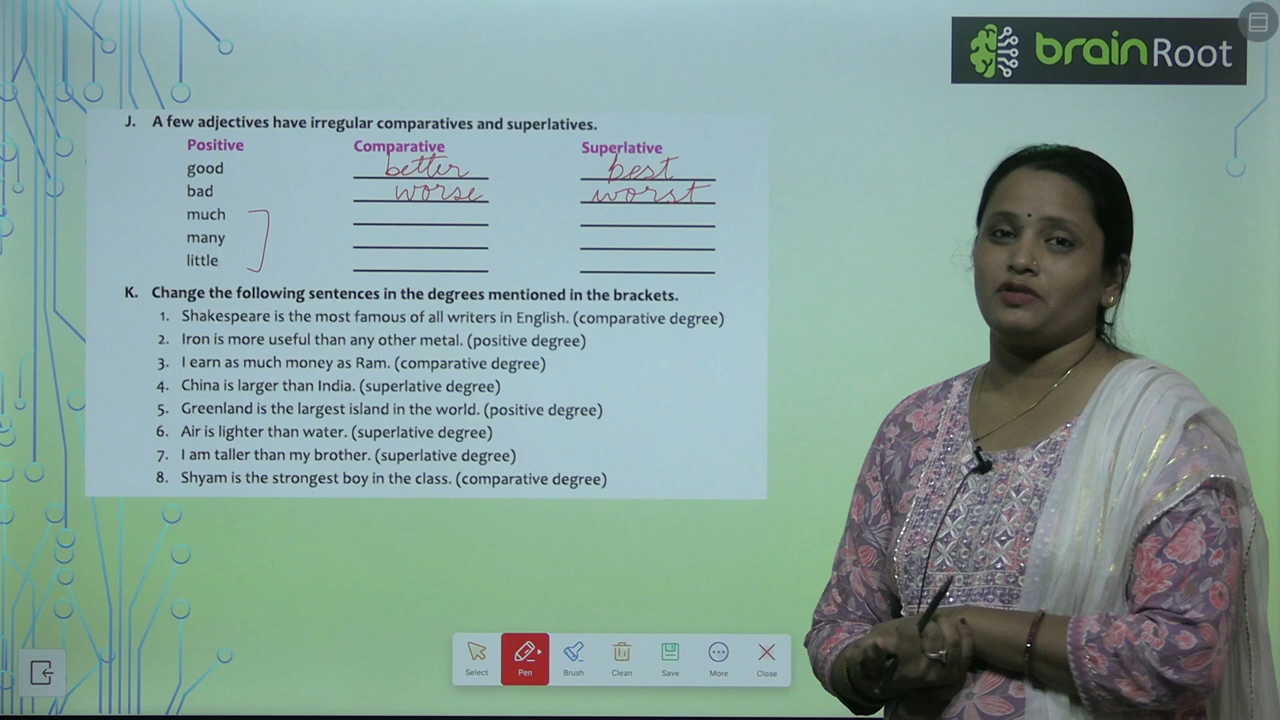 brainRoot
J. A few adjectives have irregular comparatives and superlatives.
Positive Comparative Superlative
good better best
bad worse worst
much
many
little
K. Change the following sentences in the degrees mentioned in the brackets.
1. Shakespeare is the most famous of all writers in English. (comparative degree)
2. Iron is more useful than any other metal. (positive degree)
3. I earn as much money as Ram. (comparative degree)
4. China is larger than India. (superlative degree)
5. Greenland is the largest island in the world. (positive degree)
6. Air is lighter than water. (superlative degree)
7. I am taller than my brother. (superlative degree)
8. Shyam is the strongest boy in the class. (comparative degree)
Select Pen Brush Clean Save More Close